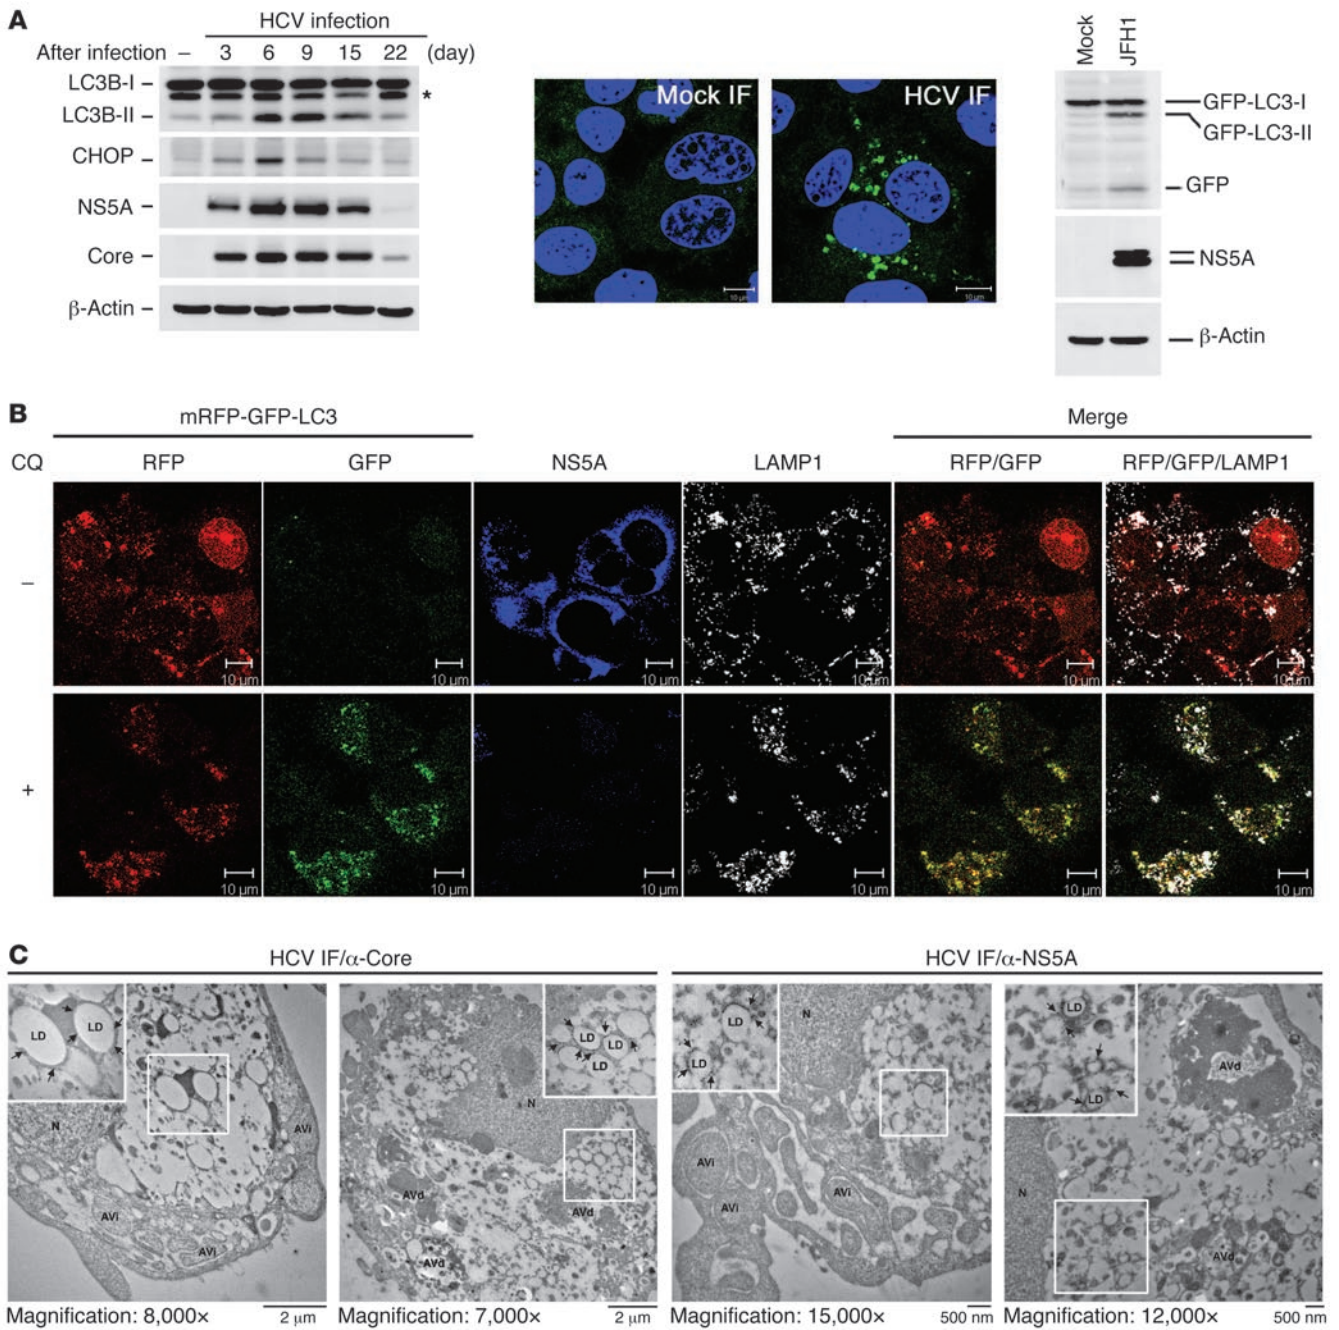 A
HCV infection
After infection – 3 6 9 15 22 (day)
LC3B-I
*
LC3B-II
CHOP
NS5A
Core
β-Actin
Mock IF
10 µm
HCV IF
10 µm
Mock
JFH1
GFP-LC3-I
GFP-LC3-II
GFP
NS5A
β-Actin
B
mRFP-GFP-LC3
Merge
CQ RFP GFP NS5A LAMP1 RFP/GFP RFP/GFP/LAMP1
–
10 µm 10 µm 10 µm 10 µm 10 µm 10 µm
+
10 µm 10 µm 10 µm 10 µm 10 µm 10 µm
C
HCV IF/α-Core
HCV IF/α-NS5A
LD LD
N
AVi
AVi
AVi
Magnification: 8,000×
2 µm
LD LD
LD
N
AVd
AVd
AVd
Magnification: 7,000×
2 µm
LD
LD
N
AVi
AVi
AVi
Magnification: 15,000×
500 nm
LD
LD
AVd
N
AVd
Magnification: 12,000×
500 nm